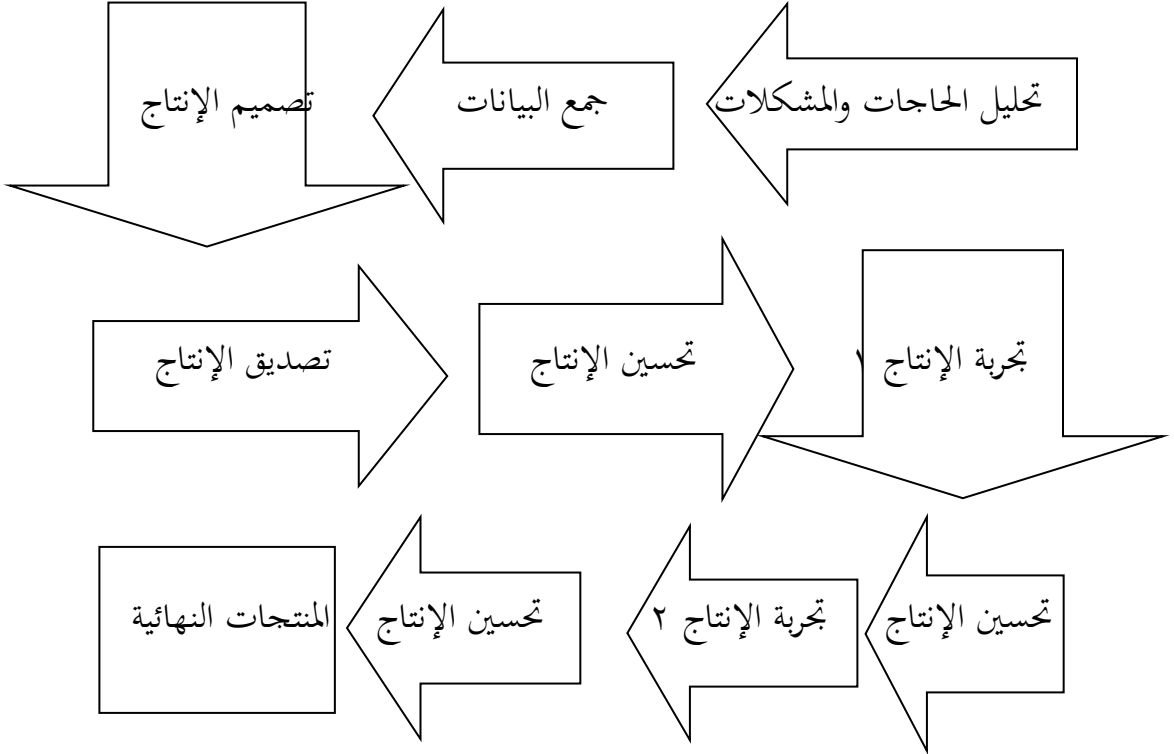 تحليل الحاجات والمشكلات
جمع البيانات
تصميم الإنتاج
تصديق الإنتاج
تحسين الإنتاج
تجربة الإنتاج ١
تحسين الإنتاج
تجربة الإنتاج ٢
تحسين الإنتاج
المنتجات النهائية